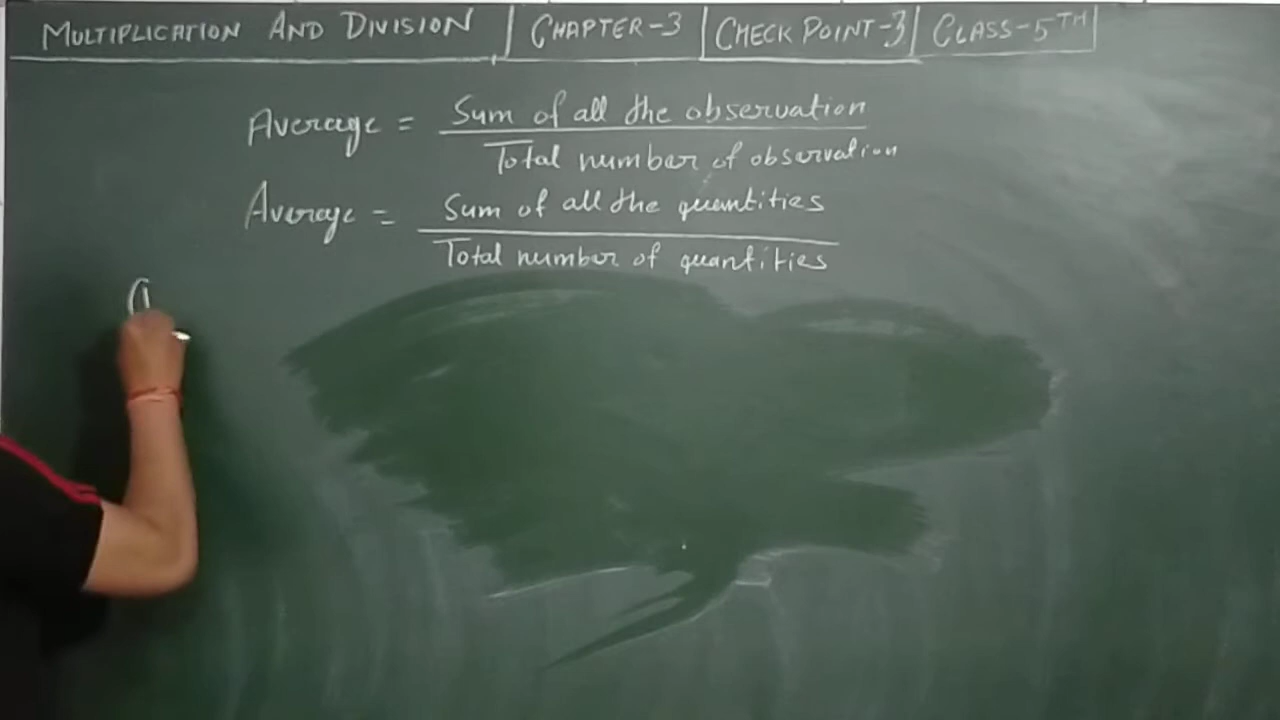 MULTIPLICATION AND DIVISION | CHAPTER-3 | CHECK POINT-3 | CLASS-5TH
Average = Sum of all the observation
Total number of observation
Average = Sum of all the quantities
Total number of quantities